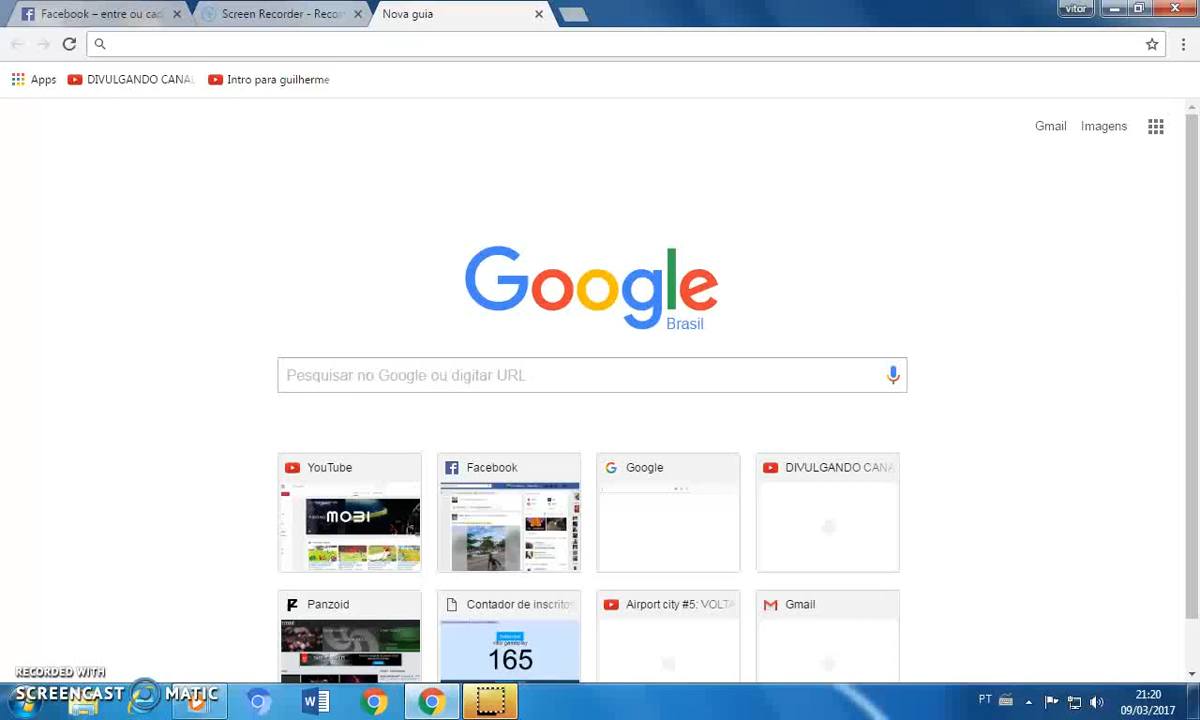 Facebook – entre ou cad
Screen Recorder - Recor
Nova guia
vitor
Apps
DIVULGANDO CANAL
Intro para guilherme
Gmail
Imagens
Google
Brasil
Pesquisar no Google ou digitar URL
YouTube
Facebook
Google
DIVULGANDO CANA
MOBI
Panzoid
Contador de inscritos
Airport city #5: VOLTA
Gmail
165
RECORDED WITH
SCREENCAST MATIC
PT
21:20
09/03/2017